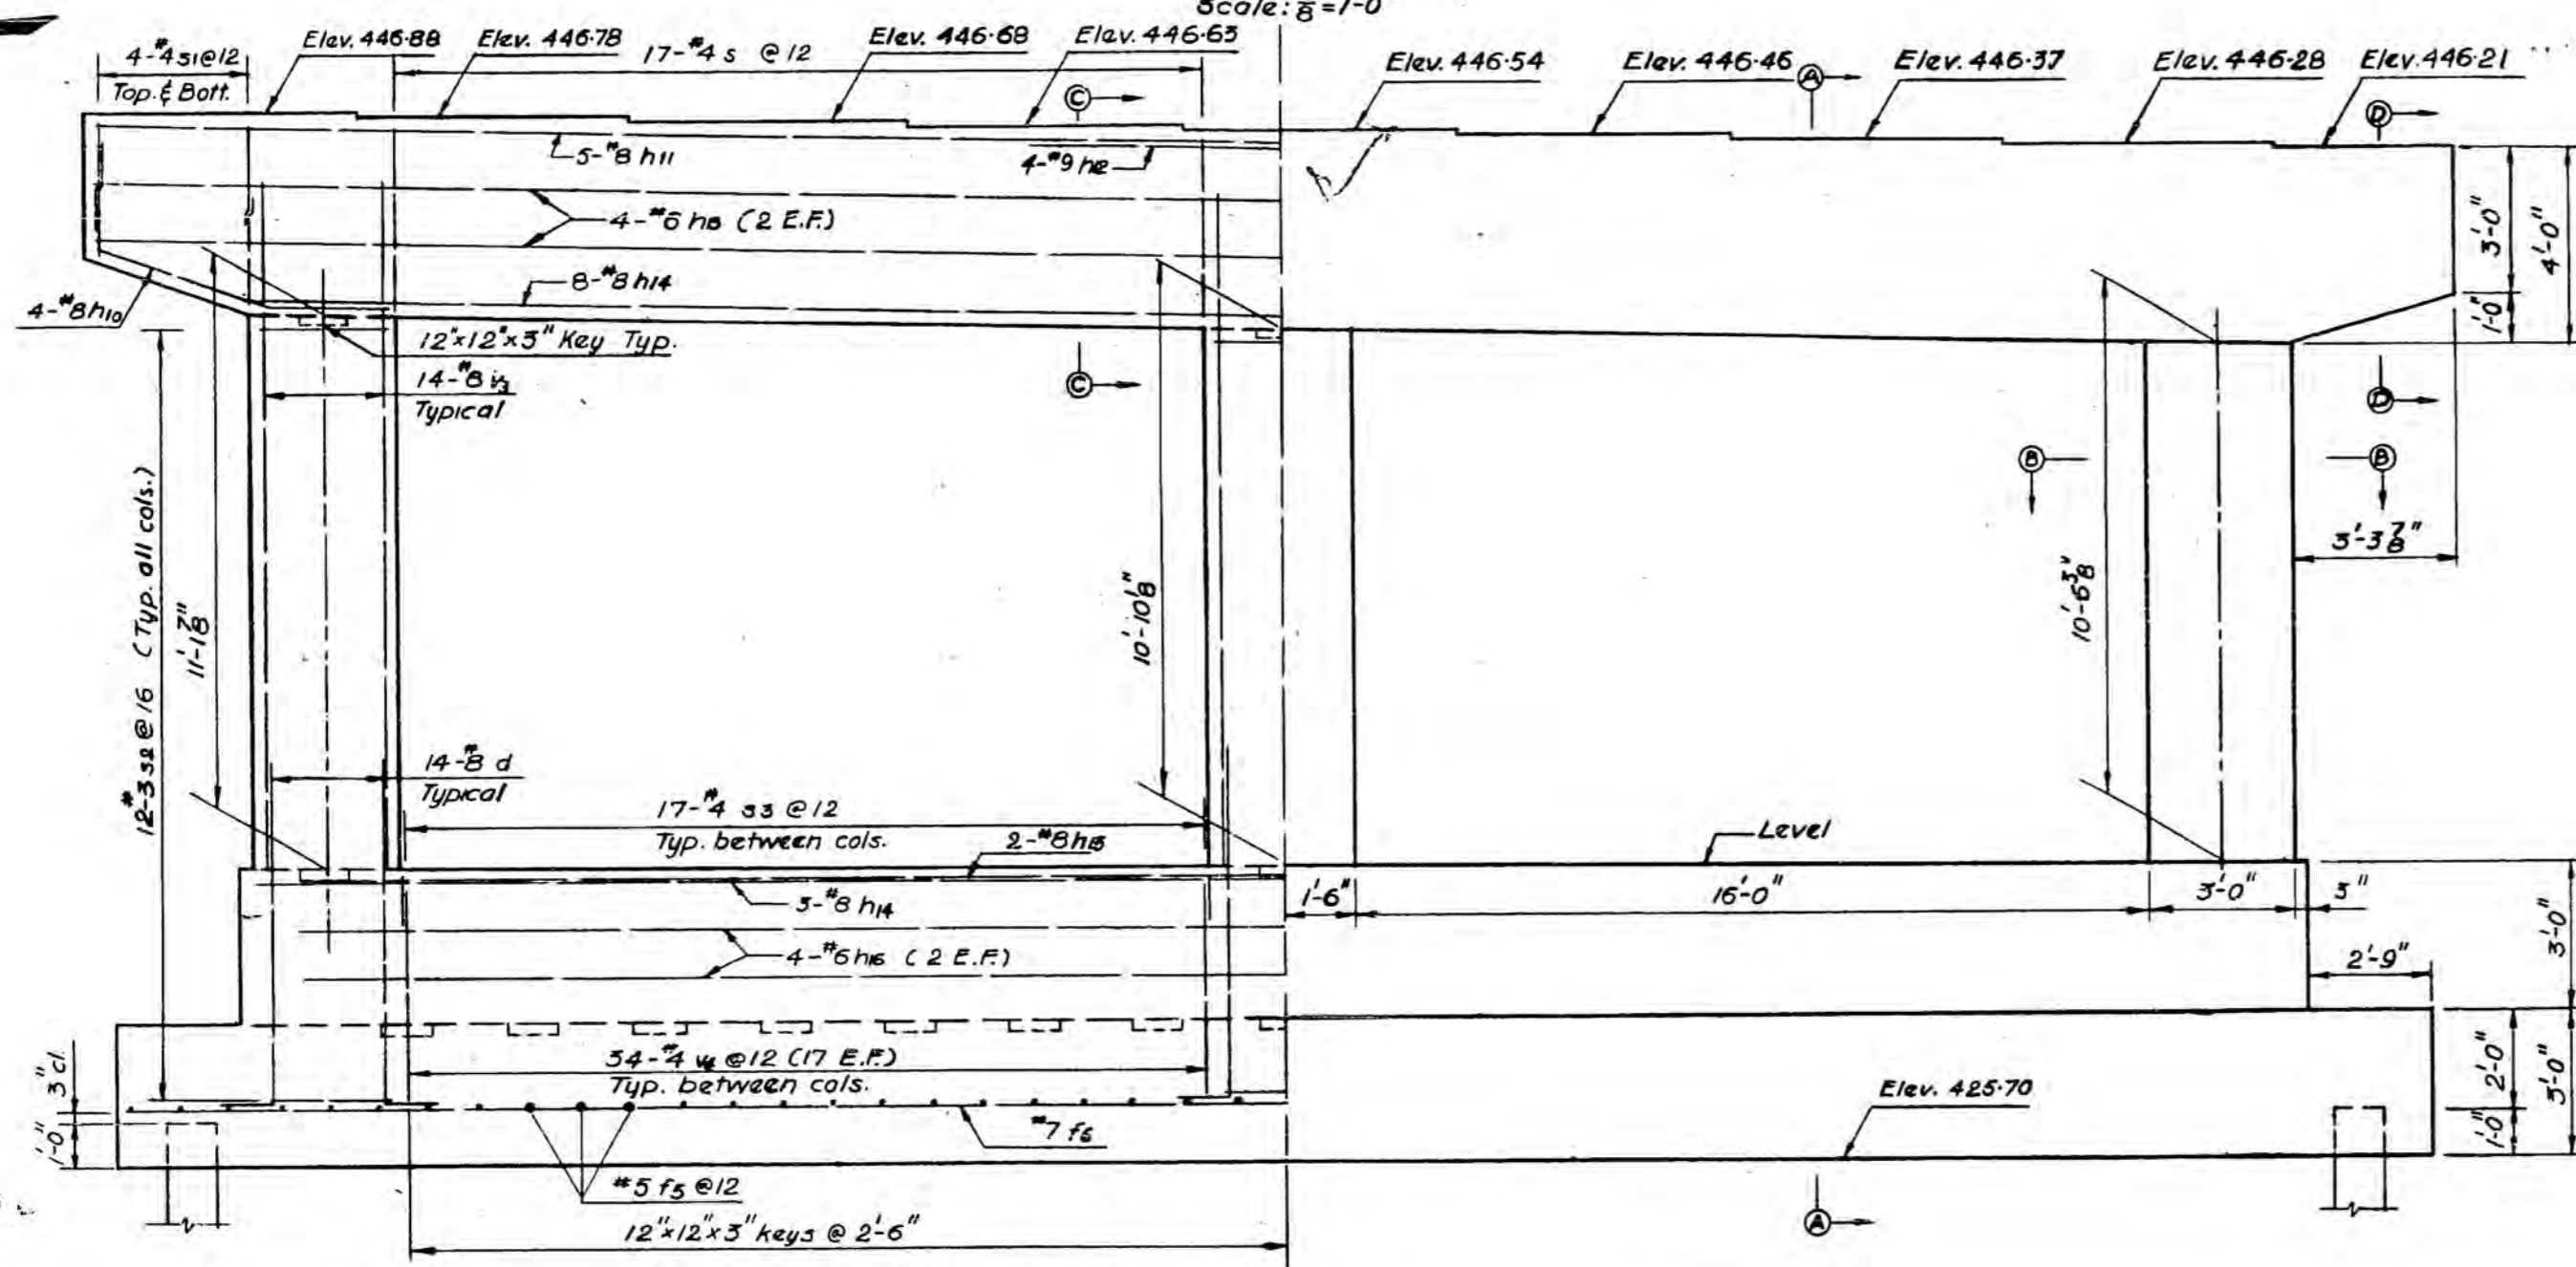 Scale: 3/8 = 1'-0
4-#4 s1@12
Top. & Bott.
Elev. 446.88
Elev. 446.78
17-#4 s @12
Elev. 446.68
Elev. 446.63
Elev. 446.54
Elev. 446.46
A
Elev. 446.37
Elev. 446.28
Elev. 446.21
C
D
5-#8 h11
4-#9 h12
4-#6 h13 (2 E.F.)
3'-0"
4'-0"
1'-0"
8-#8 h14
4-#8 h10
12"x12"x3" Key Typ.
14-#8 v3
Typical
C
D
B
B
3'-3 7/8"
12-#3 s2 @16 (Typ. all cols.)
11'-1 7/8"
10'-10 1/8"
10'-6 3/8"
14-#8 d
Typical
17-#4 s3 @12
Typ. between cols.
2-#8 h15
Level
3-#8 h14
1'-6"
16'-0"
3'-0"
3"
4-#6 h16 (2 E.F.)
2'-9"
3'-0"
34-#4 v4 @12 (17 E.F.)
Typ. between cols.
3" cl.
1'-0"
Elev. 425.70
2'-0"
3'-0"
1'-0"
#7 f6
#5 f5 @12
12"x12"x3" keys @ 2'-6"
A